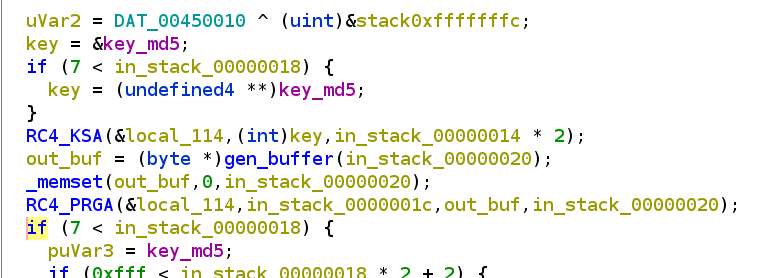 uVar2 = DAT_00450010 ^ (uint)&stack0xfffffffc;
key = &key_md5;
if (7 < in_stack_00000018) {
key = (undefined4 **)key_md5;
}
RC4_KSA(&local_114,(int)key,in_stack_00000014 * 2);
out_buf = (byte *)gen_buffer(in_stack_00000020);
_memset(out_buf,0,in_stack_00000020);
RC4_PRGA(&local_114,in_stack_0000001c,out_buf,in_stack_00000020);
if (7 < in_stack_00000018) {
puVar3 = key_md5;
if (0xfff < in_stack_00000018 * 2 + 2) {